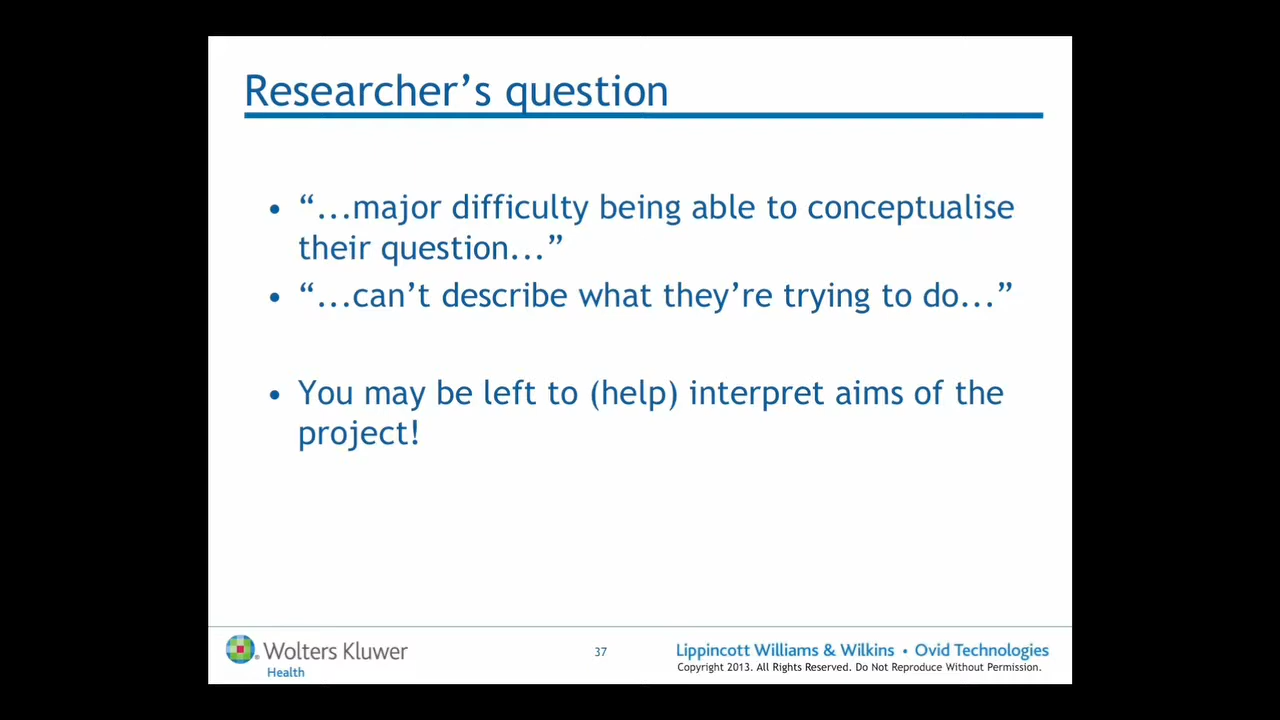 Researcher’s question
• “...major difficulty being able to conceptualise
their question...”
• “...can’t describe what they’re trying to do...”
• You may be left to (help) interpret aims of the
project!
Wolters Kluwer
Health
37
Lippincott Williams & Wilkins • Ovid Technologies
Copyright 2013. All Rights Reserved. Do Not Reproduce Without Permission.